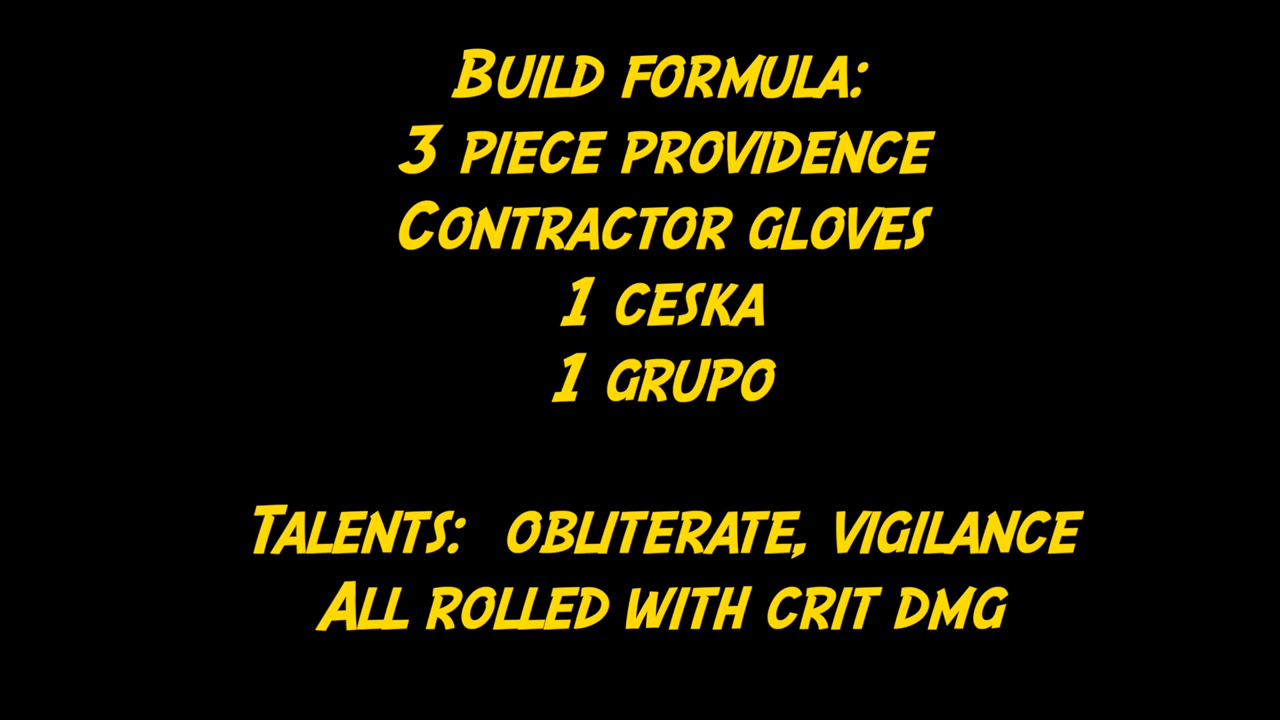 Build formula:
3 piece providence
Contractor gloves
1 ceska
1 grupo
Talents: obliterate, vigilance
All rolled with crit dmg